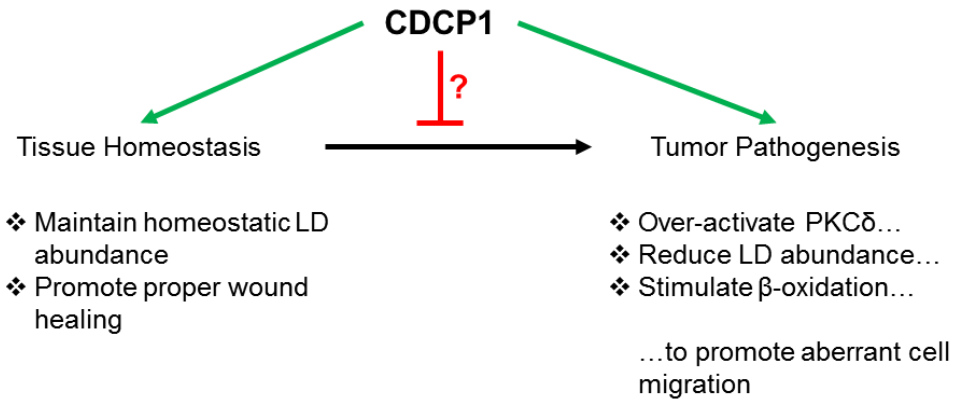 CDCP1
?
Tissue Homeostasis
Tumor Pathogenesis
❖ Maintain homeostatic LD
abundance
❖ Promote proper wound
healing
❖ Over-activate PKCδ…
❖ Reduce LD abundance…
❖ Stimulate β-oxidation…
…to promote aberrant cell
migration